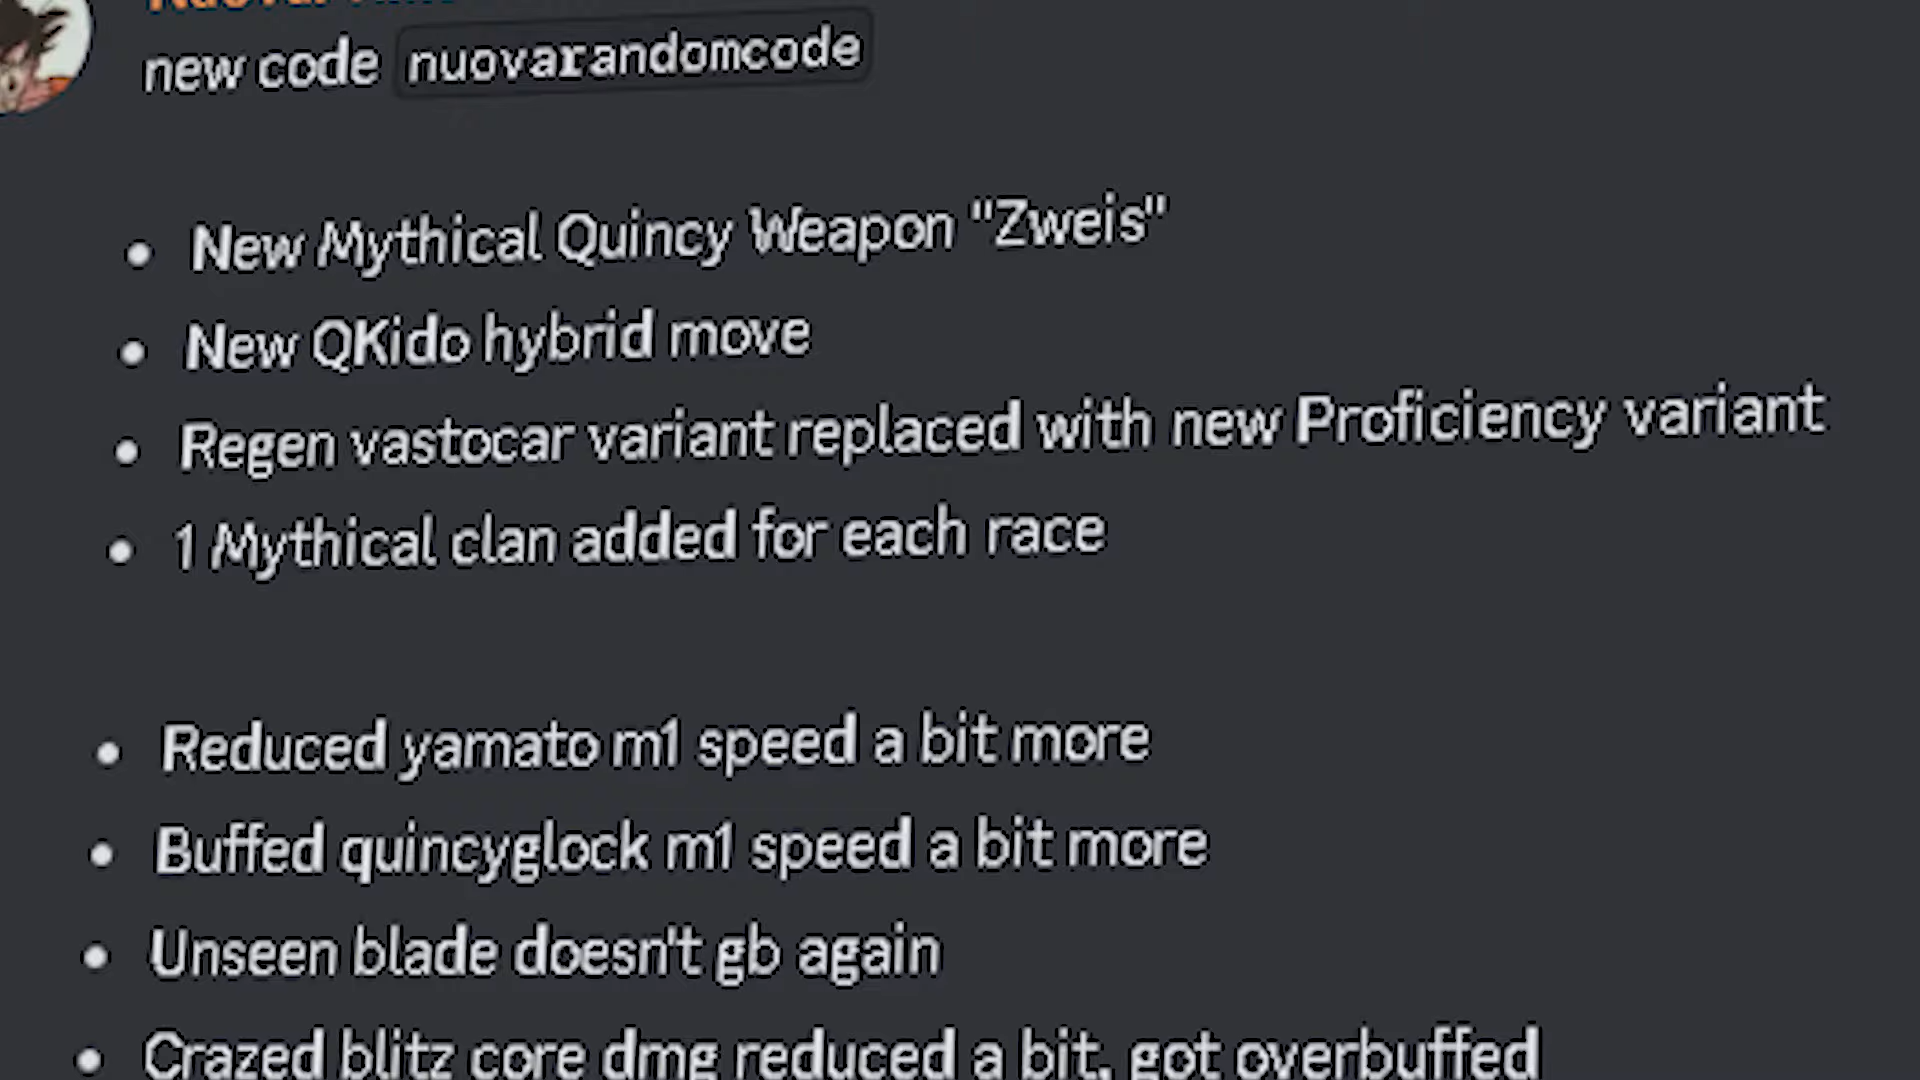 new code nuovarandomcode
New Mythical Quincy Weapon "Zweis"
New QKido hybrid move
Regen vastocar variant replaced with new Proficiency variant
1 Mythical clan added for each race
Reduced yamato m1 speed a bit more
Buffed quincyglock m1 speed a bit more
Unseen blade doesn't gb again
Crazed blitz core dmg reduced a bit, got overbuffed